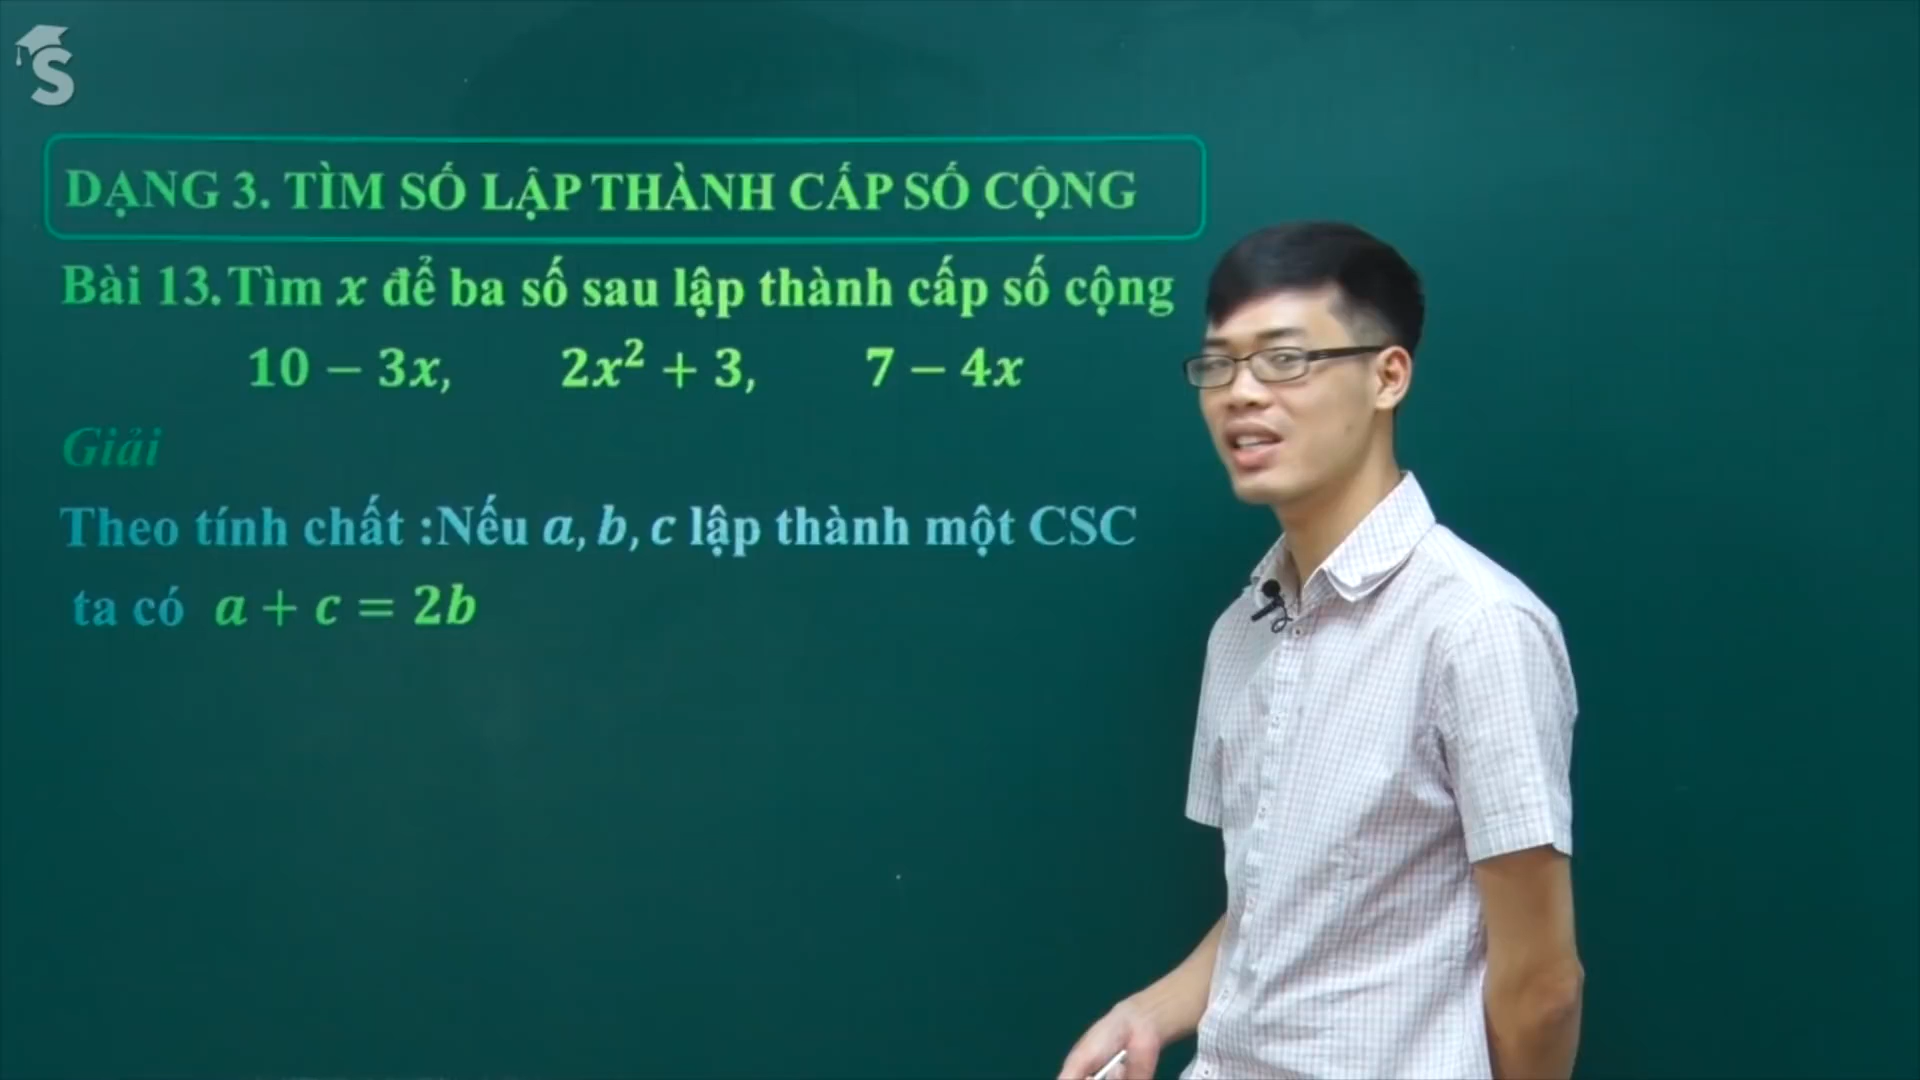 S
DẠNG 3. TÌM SỐ LẬP THÀNH CẤP SỐ CỘNG
Bài 13. Tìm x để ba số sau lập thành cấp số cộng
10 − 3x, 2x² + 3, 7 − 4x
Giải
Theo tính chất :Nếu a, b, c lập thành một CSC
ta có a + c = 2b